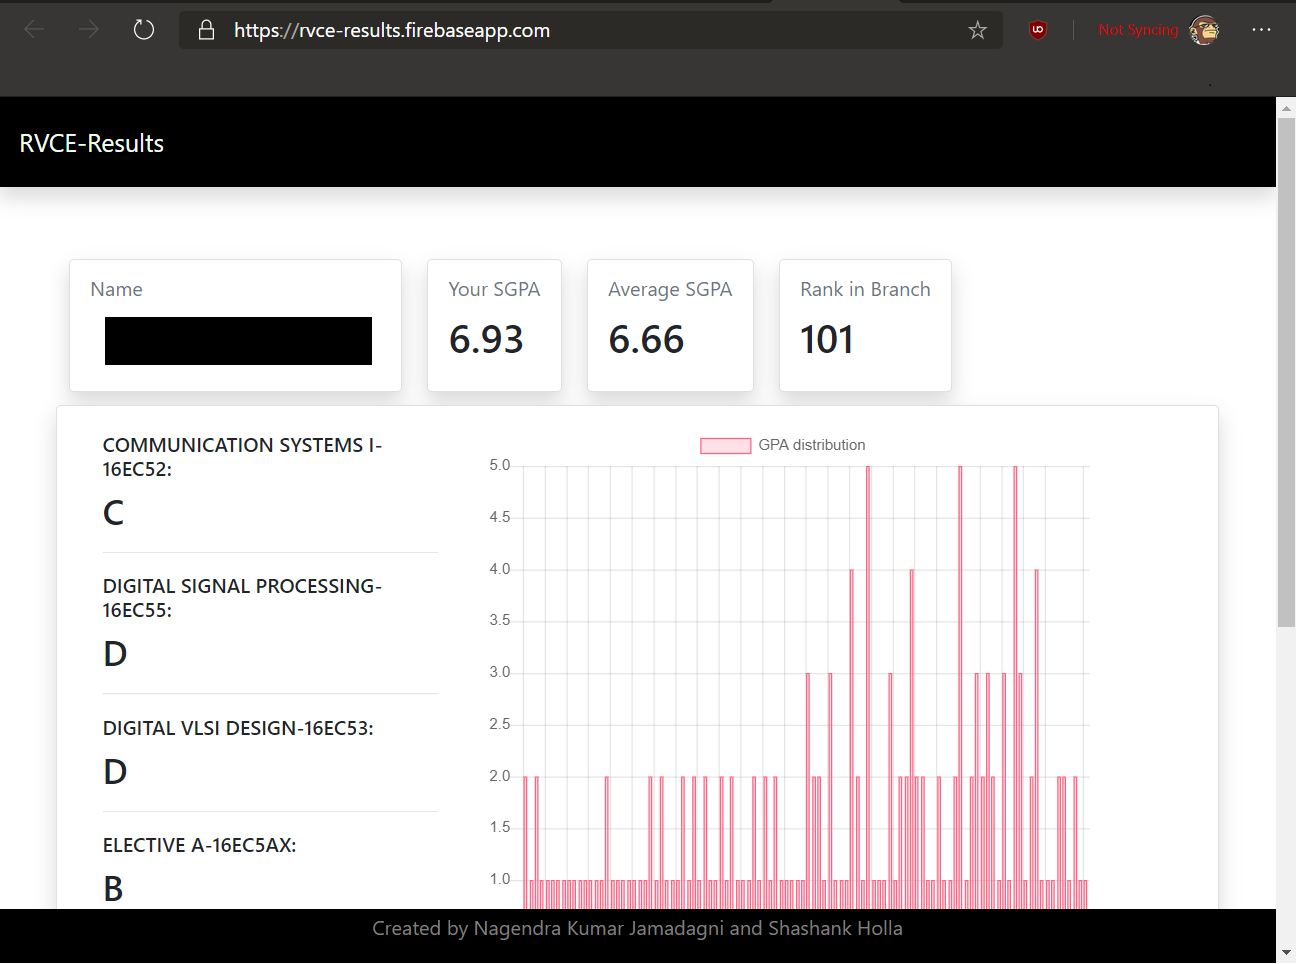 https://rvce-results.firebaseapp.com
Not Syncing
RVCE-Results
Name
Your SGPA
6.93
Average SGPA
6.66
Rank in Branch
101
COMMUNICATION SYSTEMS I-
16EC52:
C
DIGITAL SIGNAL PROCESSING-
16EC55:
D
DIGITAL VLSI DESIGN-16EC53:
D
ELECTIVE A-16EC5AX:
B
GPA distribution
5.0
4.5
4.0
3.5
3.0
2.5
2.0
1.5
1.0
Created by Nagendra Kumar Jamadagni and Shashank Holla